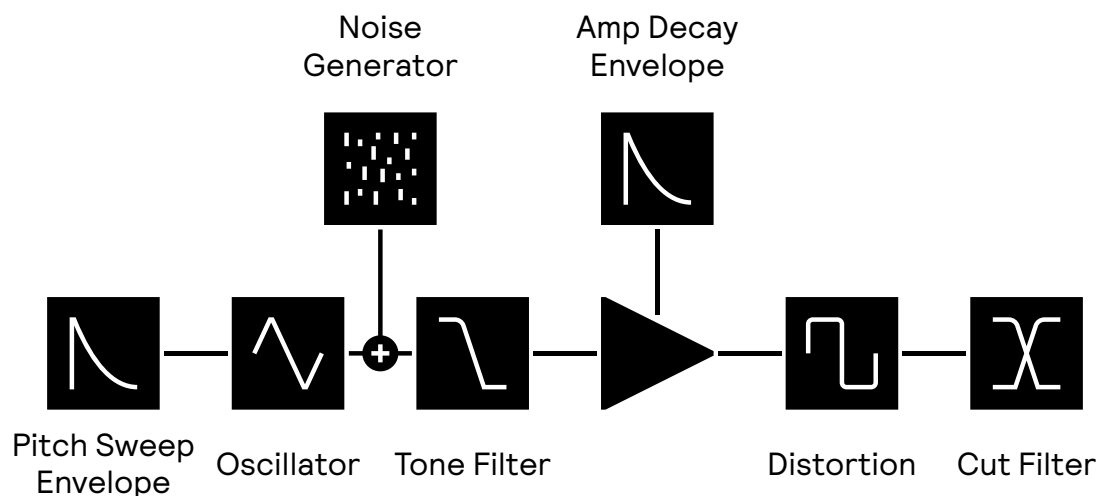 Noise
Generator
Amp Decay
Envelope
Pitch Sweep
Envelope
Oscillator
Tone Filter
Distortion
Cut Filter